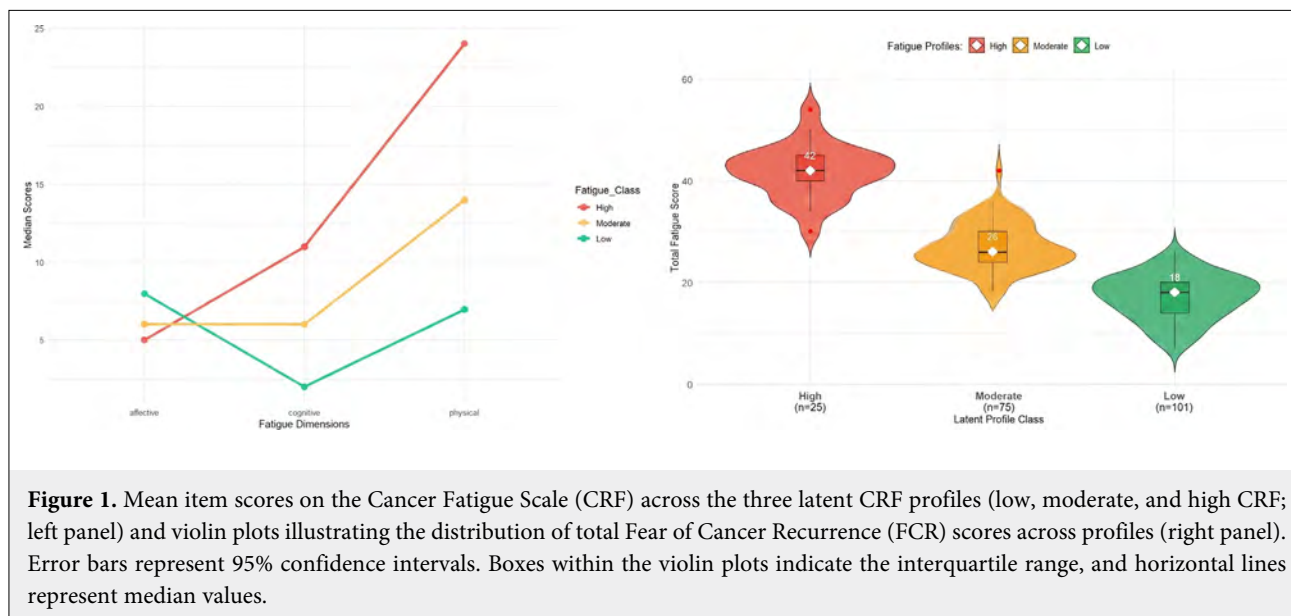 25
20
15
10
5
Median Scores
affective
cognitive
physical
Fatigue Dimensions
Fatigue_Class
High
Moderate
Low
Fatigue Profiles: High Moderate Low
60
40
20
0
Total Fatigue Score
42
26
18
High
(n=25)
Moderate
(n=75)
Low
(n=101)
Latent Profile Class
Figure 1. Mean item scores on the Cancer Fatigue Scale (CRF) across the three latent CRF profiles (low, moderate, and high CRF;
left panel) and violin plots illustrating the distribution of total Fear of Cancer Recurrence (FCR) scores across profiles (right panel).
Error bars represent 95% confidence intervals. Boxes within the violin plots indicate the interquartile range, and horizontal lines
represent median values.